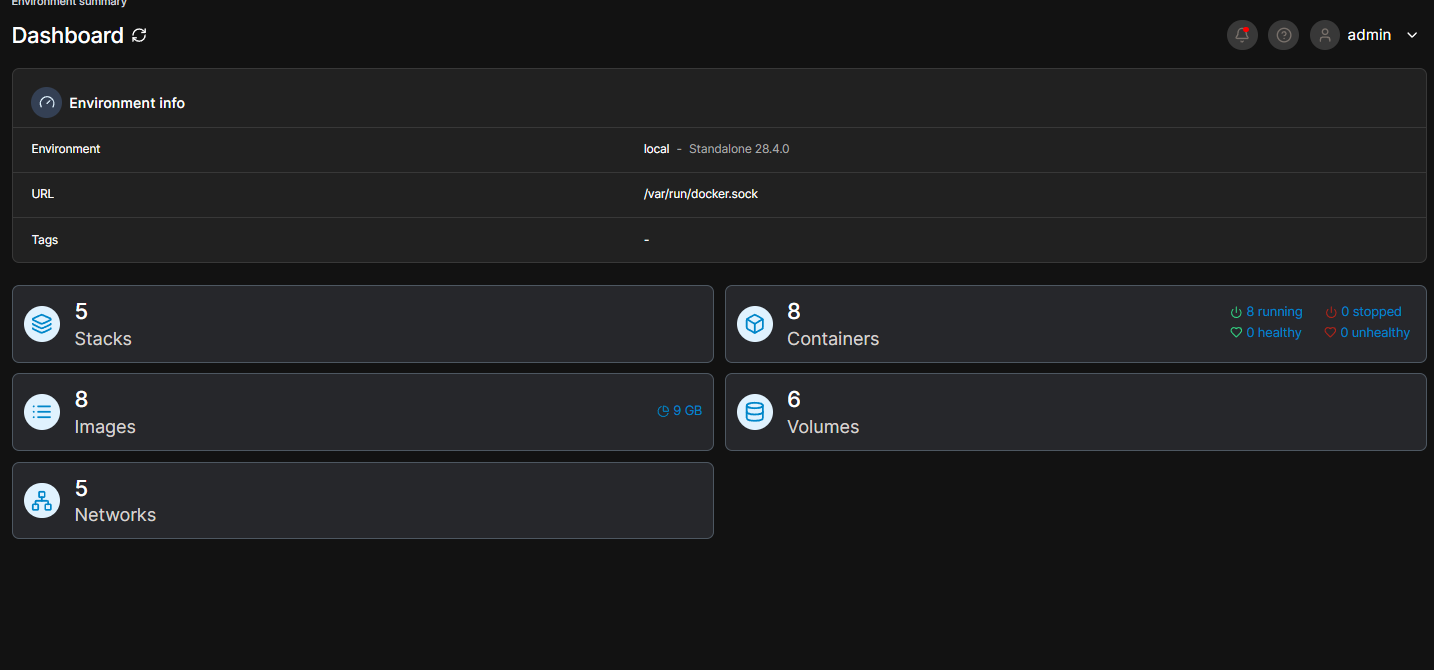 Environment summary
Dashboard
admin
Environment info
Environment local - Standalone 28.4.0
URL /var/run/docker.sock
Tags -
5
Stacks
8
Containers
8 running 0 stopped
0 healthy 0 unhealthy
8
Images
9 GB
6
Volumes
5
Networks